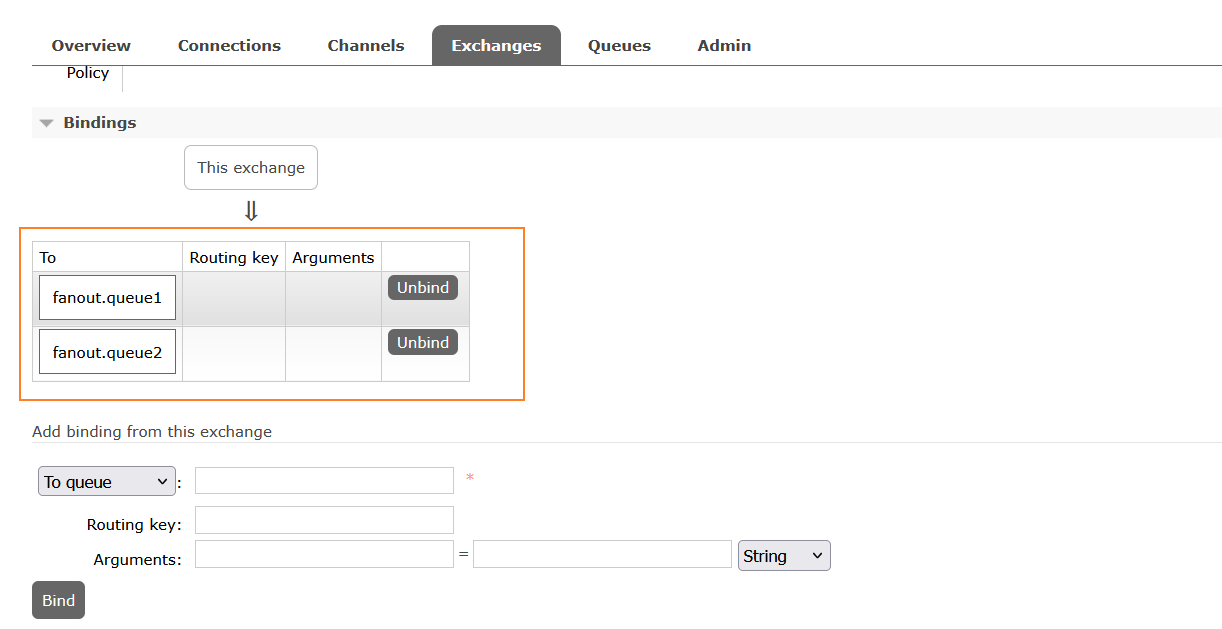 Overview Connections Channels Exchanges Queues Admin
Policy
Bindings
This exchange
⇓
To Routing key Arguments
fanout.queue1 Unbind
fanout.queue2 Unbind
Add binding from this exchange
To queue : *
Routing key:
Arguments: = String
Bind